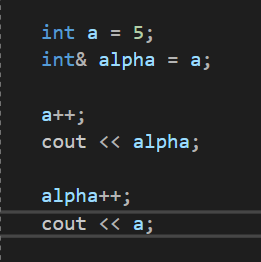 int a = 5;
int& alpha = a;
a++;
cout << alpha;
alpha++;
cout << a;